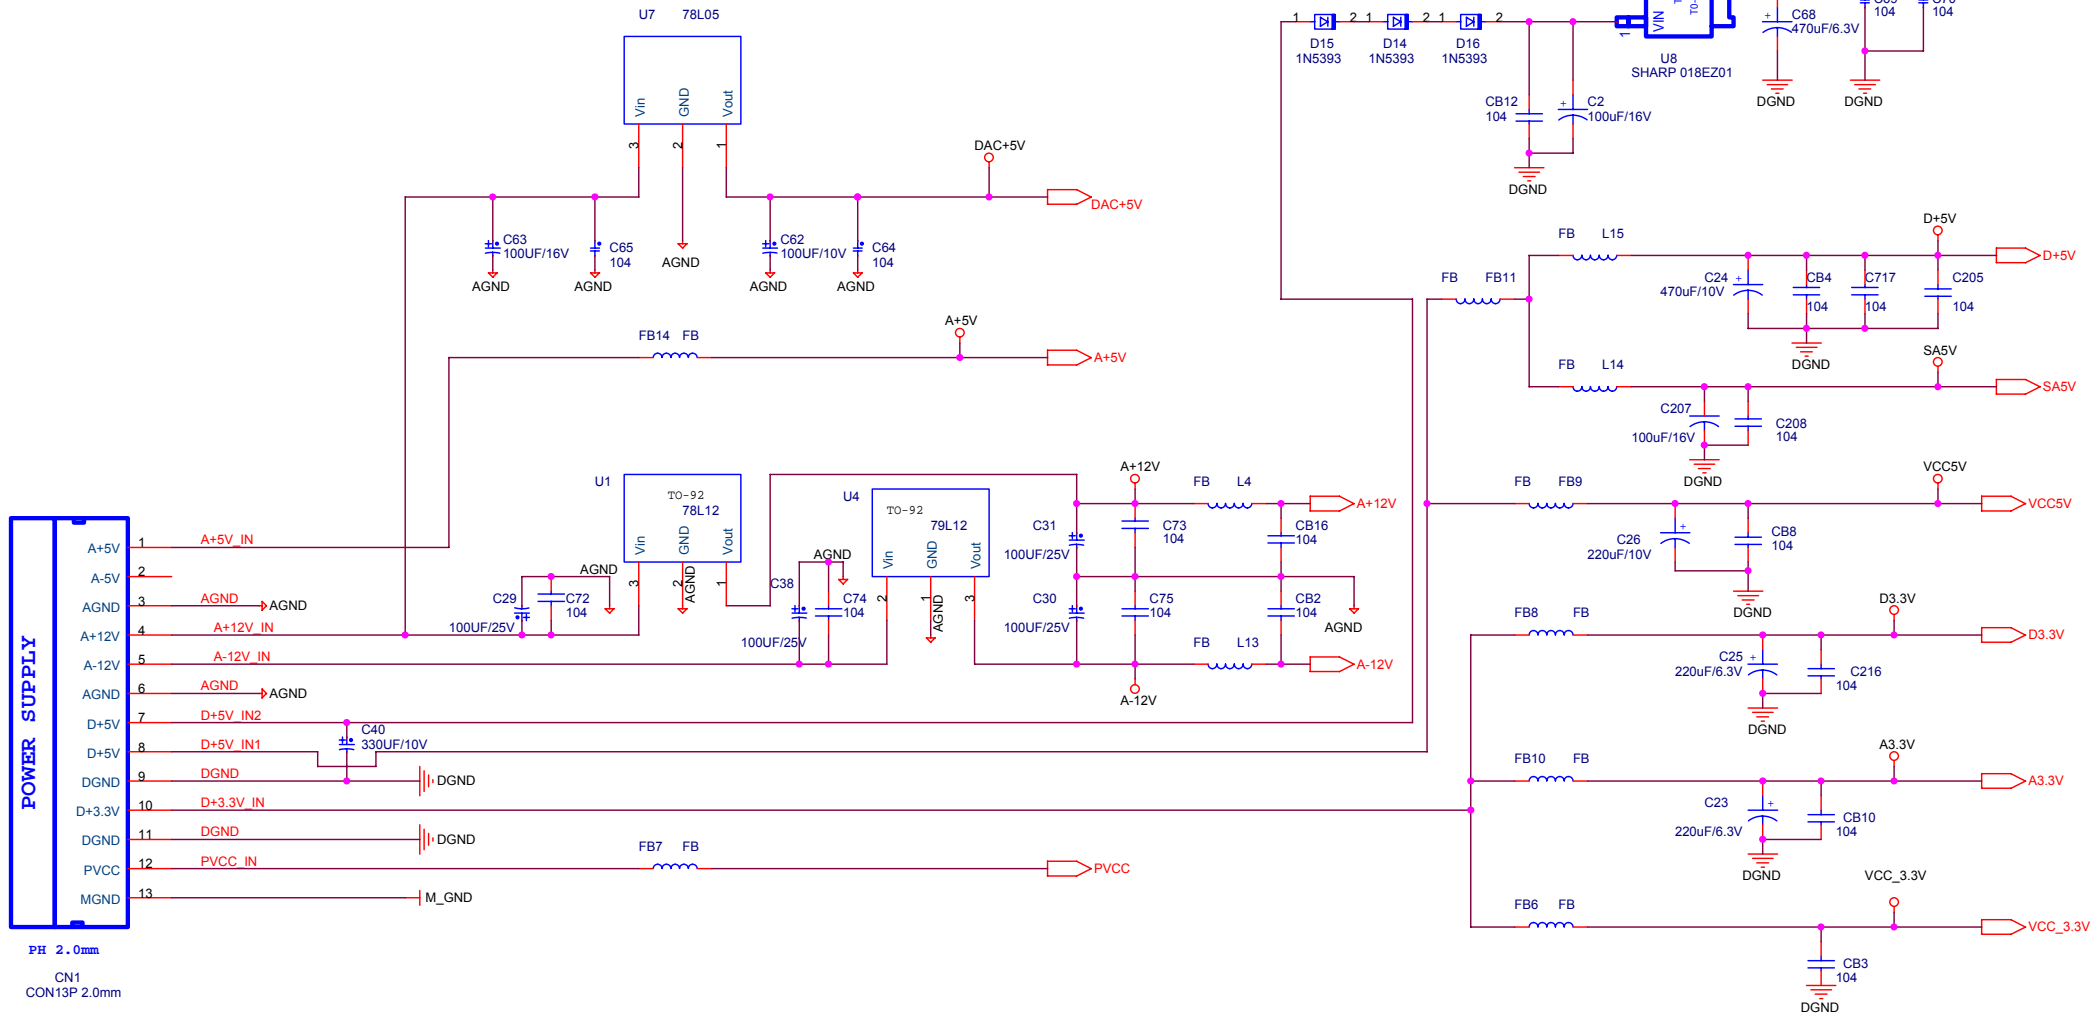 U7 78L05
Vin
GND
Vout
3
2
1
DAC+5V
DAC+5V
C63
100UF/16V
AGND
C65
104
AGND
AGND
C62
100UF/10V
AGND
C64
104
AGND
1 2 1 2 1 2
D15
1N5393
D14
1N5393
D16
1N5393
VIN
1
U8
SHARP 018EZ01
CB12
104
C2
100uF/16V
DGND
C68
470uF/6.3V
DGND
104
104
DGND
FB14 FB
A+5V
A+5V
FB FB11
FB L15
D+5V
D+5V
C24
470uF/10V
CB4
104
C717
104
C205
104
DGND
FB L14
SA5V
SA5V
C207
100uF/16V
C208
104
DGND
U1
TO-92
78L12
Vin
GND
Vout
3
2
1
AGND
U4
TO-92
79L12
Vin
GND
Vout
2
1
3
AGND
C29
100UF/25V
C72
104
AGND
C38
100UF/25V
C74
104
AGND
A+12V
C31
100UF/25V
C73
104
FB L4
CB16
104
A+12V
C30
100UF/25V
C75
104
CB2
104
AGND
FB L13
A-12V
A-12V
FB FB9
VCC5V
VCC5V
C26
220uF/10V
CB8
104
DGND
FB8 FB
D3.3V
D3.3V
C25
220uF/6.3V
C216
104
DGND
FB10 FB
A3.3V
A3.3V
C23
220uF/6.3V
CB10
104
DGND
FB6 FB
VCC_3.3V
VCC_3.3V
CB3
104
DGND
POWER SUPPLY
A+5V 1 A+5V_IN
A-5V 2
AGND 3 AGND AGND
A+12V 4 A+12V_IN
A-12V 5 A-12V_IN
AGND 6 AGND AGND
D+5V 7 D+5V_IN2
C40
330UF/10V
D+5V 8 D+5V_IN1
DGND 9 DGND DGND
D+3.3V 10 D+3.3V_IN
DGND 11 DGND DGND
PVCC 12 PVCC_IN
FB7 FB
PVCC
MGND 13 M_GND
PH 2.0mm
CN1
CON13P 2.0mm